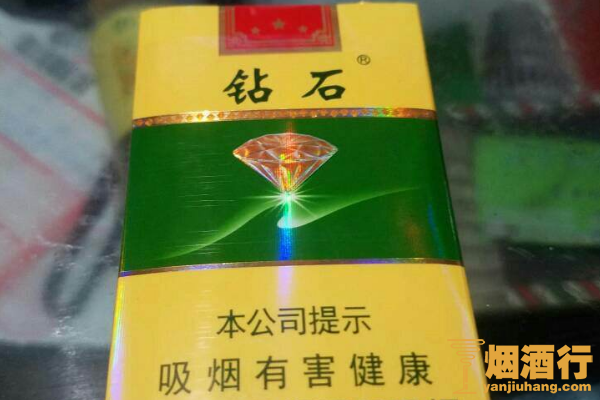 钻石®
本公司提示
吸烟有害健康
烟酒行
yanjiuhang.com